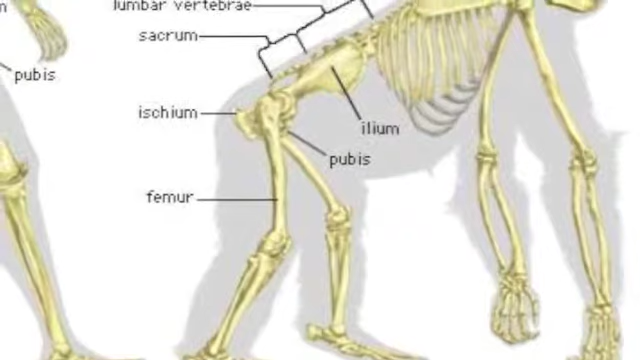 lumbar vertebrae
sacrum
pubis
ischium
ilium
pubis
femur